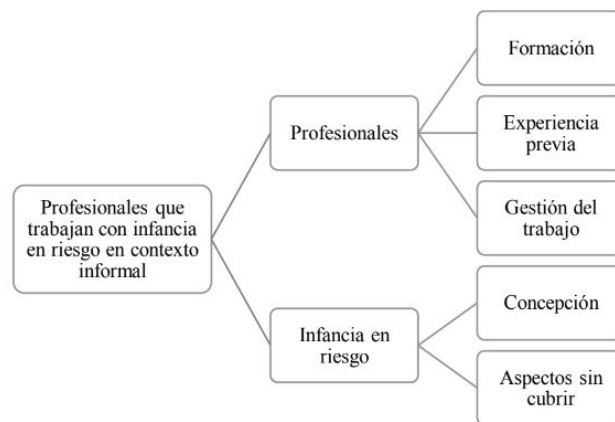 Profesionales que
trabajan con infancia
en riesgo en contexto
informal
Profesionales
Formación
Experiencia
previa
Gestión del
trabajo
Infancia en
riesgo
Concepción
Aspectos sin
cubrir